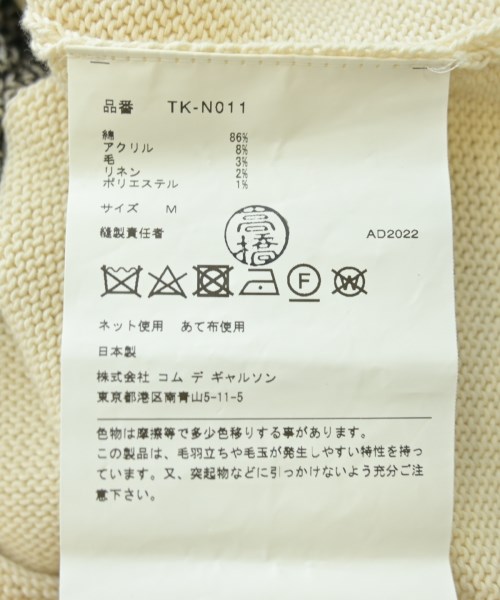 品番 TK-N011
綿 86%
アクリル 8%
毛 3%
リネン 2%
ポリエステル 1%
サイズ M
縫製責任者 高橋 AD2022
F W
ネット使用 あて布使用
日本製
株式会社 コム デ ギャルソン
東京都港区南青山5-11-5
色物は摩擦等で多少色移りする事があります。
この製品は、毛羽立ちや毛玉が発生しやすい特性を持っ
ています。又、突起物などに引っかけないよう充分ご注
意下さい。